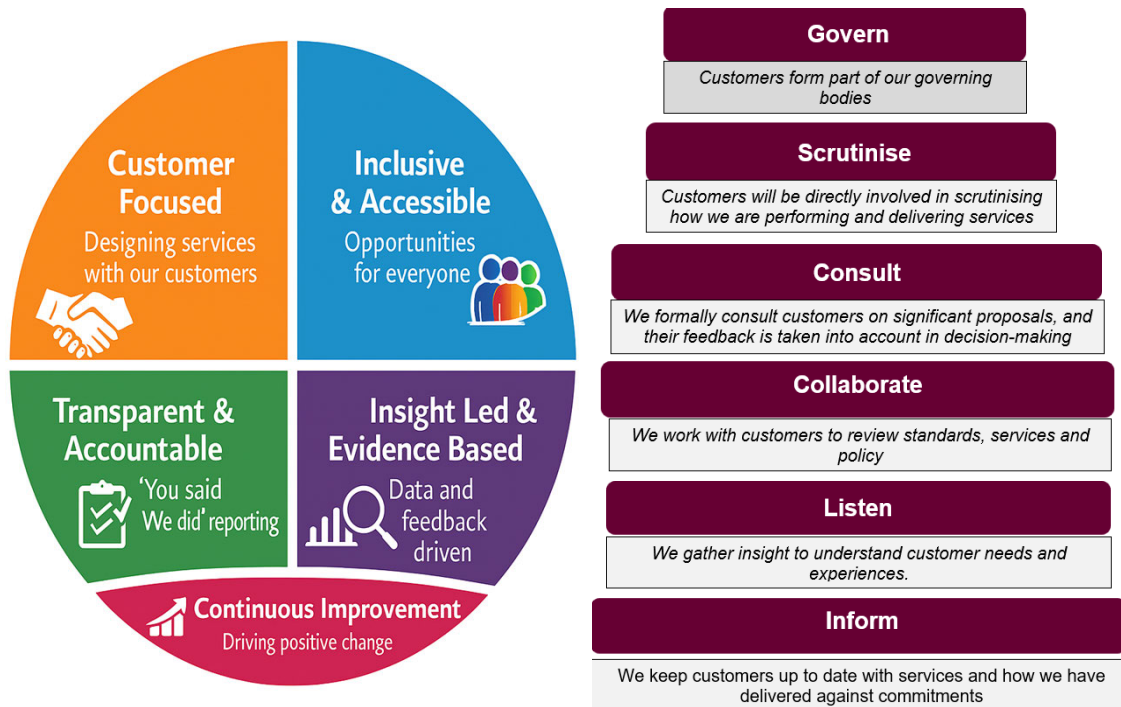 Customer
Focused
Designing services
with our customers
Inclusive
& Accessible
Opportunities
for everyone
Transparent &
Accountable
'You said
We did' reporting
Insight Led &
Evidence Based
Data and
feedback
driven
Continuous Improvement
Driving positive change
Govern
Customers form part of our governing
bodies
Scrutinise
Customers will be directly involved in scrutinising
how we are performing and delivering services
Consult
We formally consult customers on significant proposals, and
their feedback is taken into account in decision-making
Collaborate
We work with customers to review standards, services and
policy
Listen
We gather insight to understand customer needs and
experiences.
Inform
We keep customers up to date with services and how we have
delivered against commitments